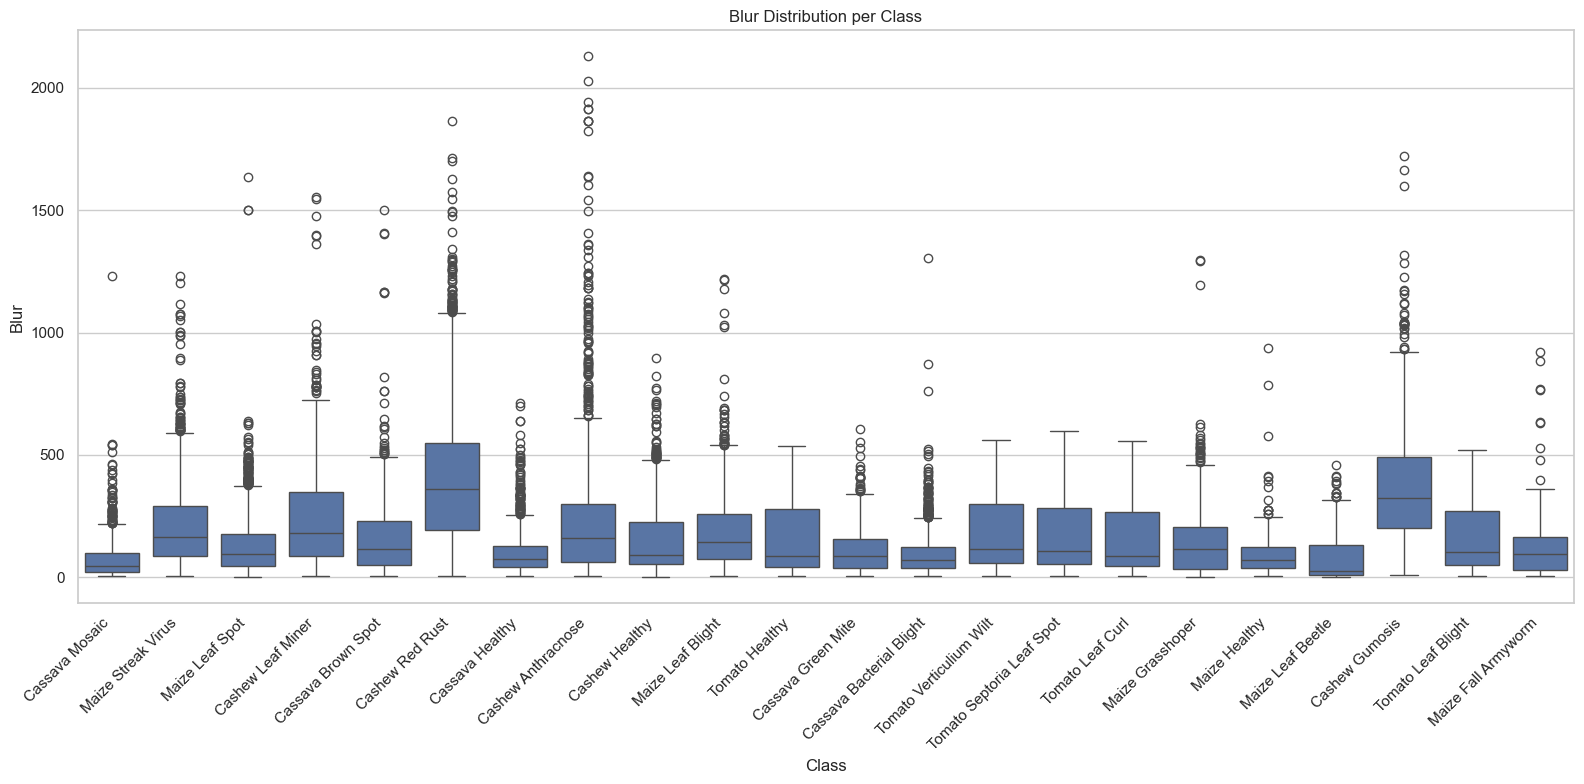 Blur Distribution per Class
2000
1500
1000
500
0
Blur
Cassava Mosaic
Maize Streak Virus
Maize Leaf Spot
Cashew Leaf Miner
Cassava Brown Spot
Cashew Red Rust
Cassava Healthy
Cashew Anthracnose
Cashew Healthy
Maize Leaf Blight
Tomato Healthy
Cassava Green Mite
Cassava Bacterial Blight
Tomato Verticulium Wilt
Tomato Septoria Leaf Spot
Tomato Leaf Curl
Maize Grasshoper
Maize Healthy
Maize Leaf Beetle
Cashew Gumosis
Tomato Leaf Blight
Maize Fall Armyworm
Class